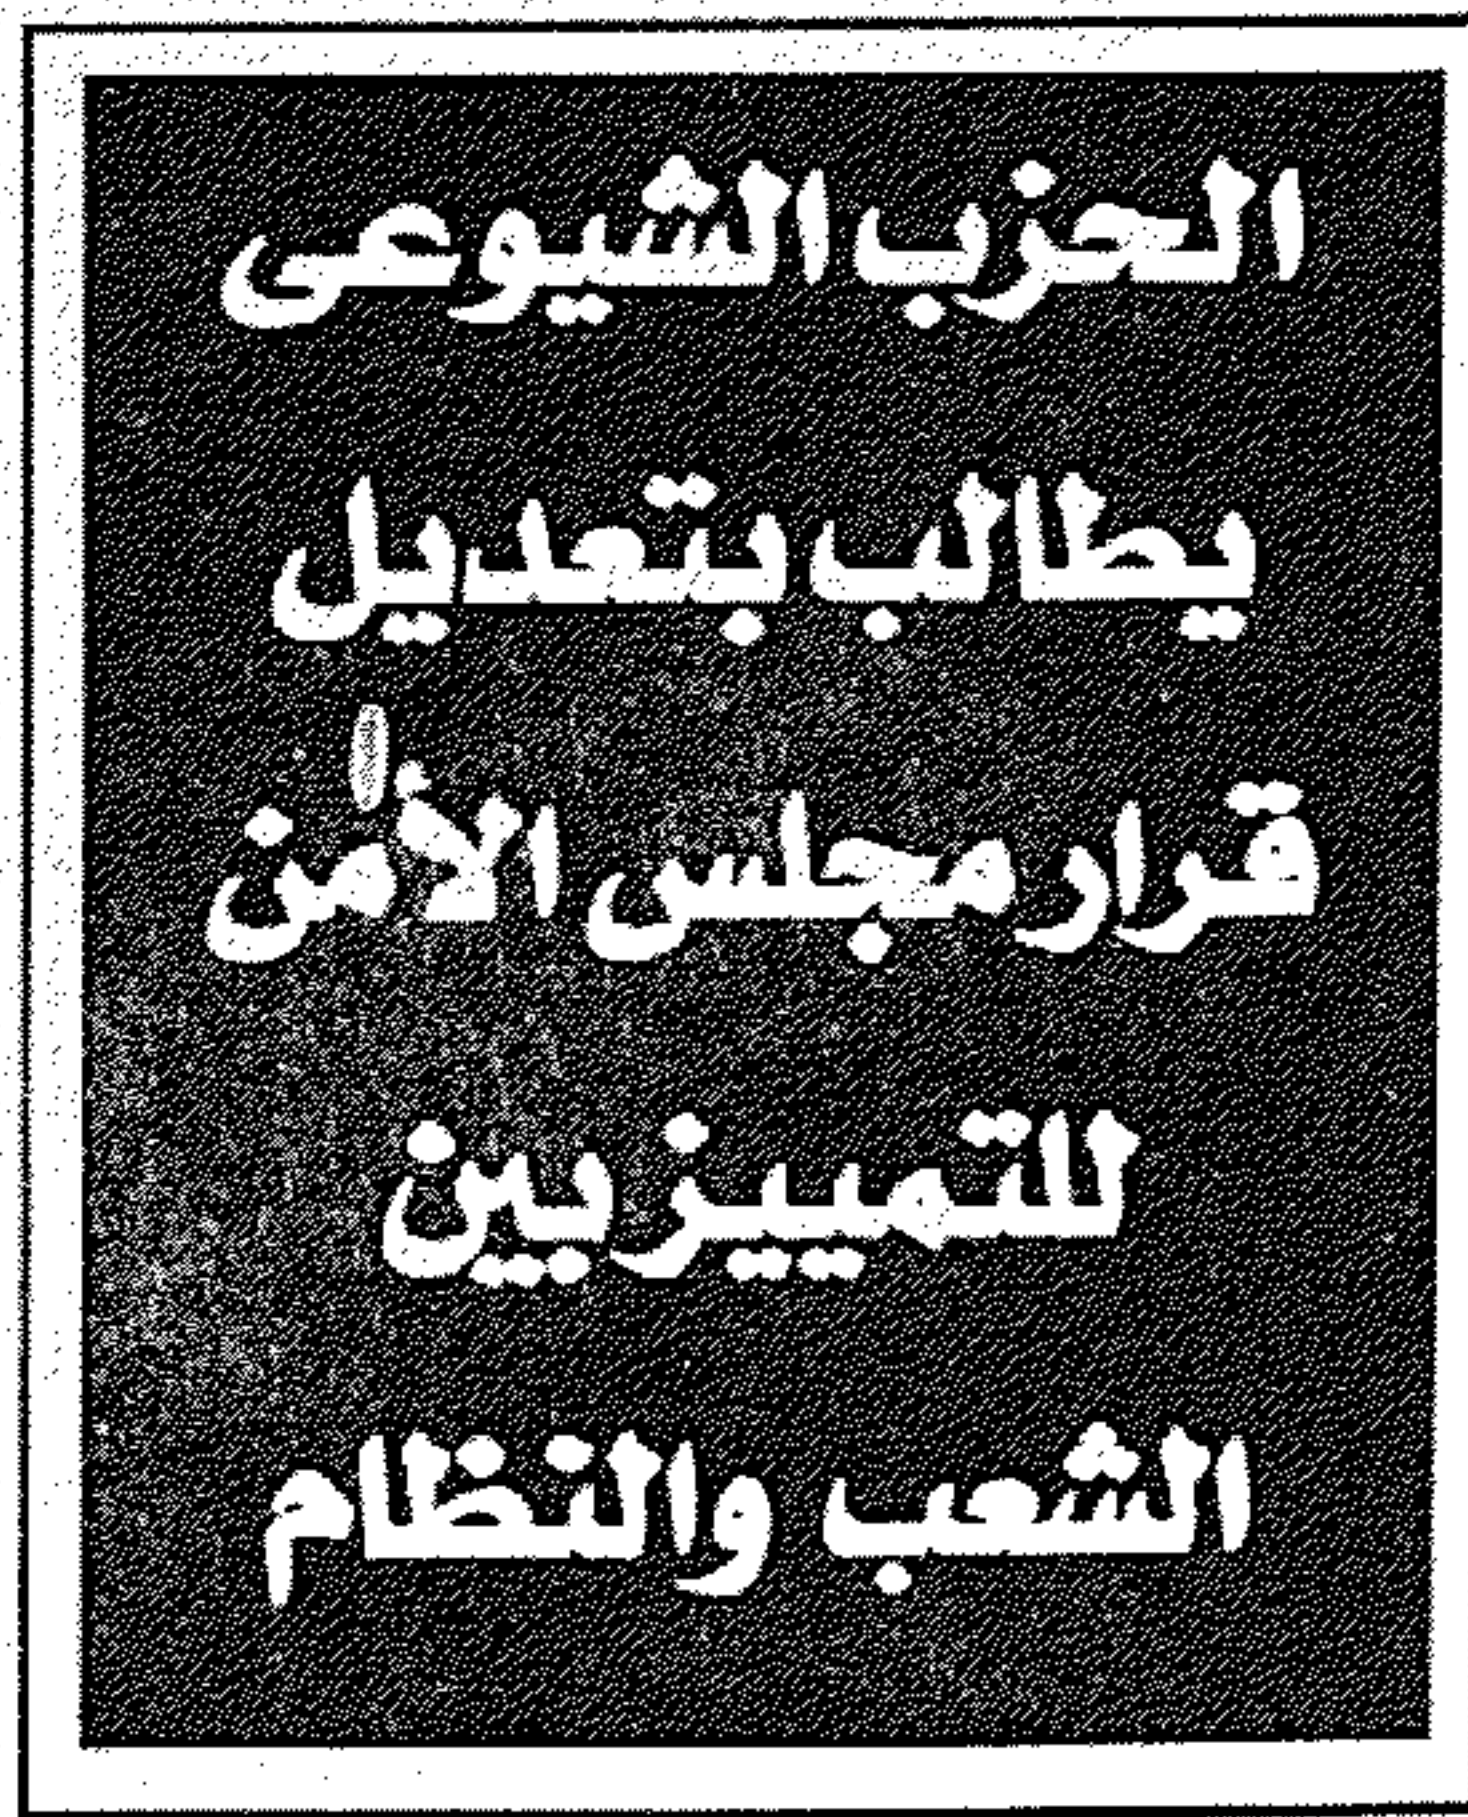 الحزب الشيوعى
يطالب بتعديل
قرار مجلس الأمن
للتمييز بين
الشعب والنظام